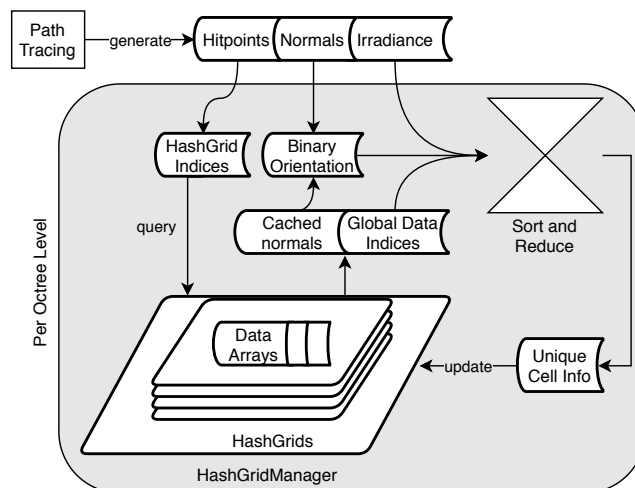 Path
Tracing
generate
Hitpoints
Normals
Irradiance
HashGrid
Indices
Binary
Orientation
query
Cached
normals
Global Data
Indices
Sort and
Reduce
Per Octree Level
Data
Arrays
update
Unique
Cell Info
HashGrids
HashGridManager